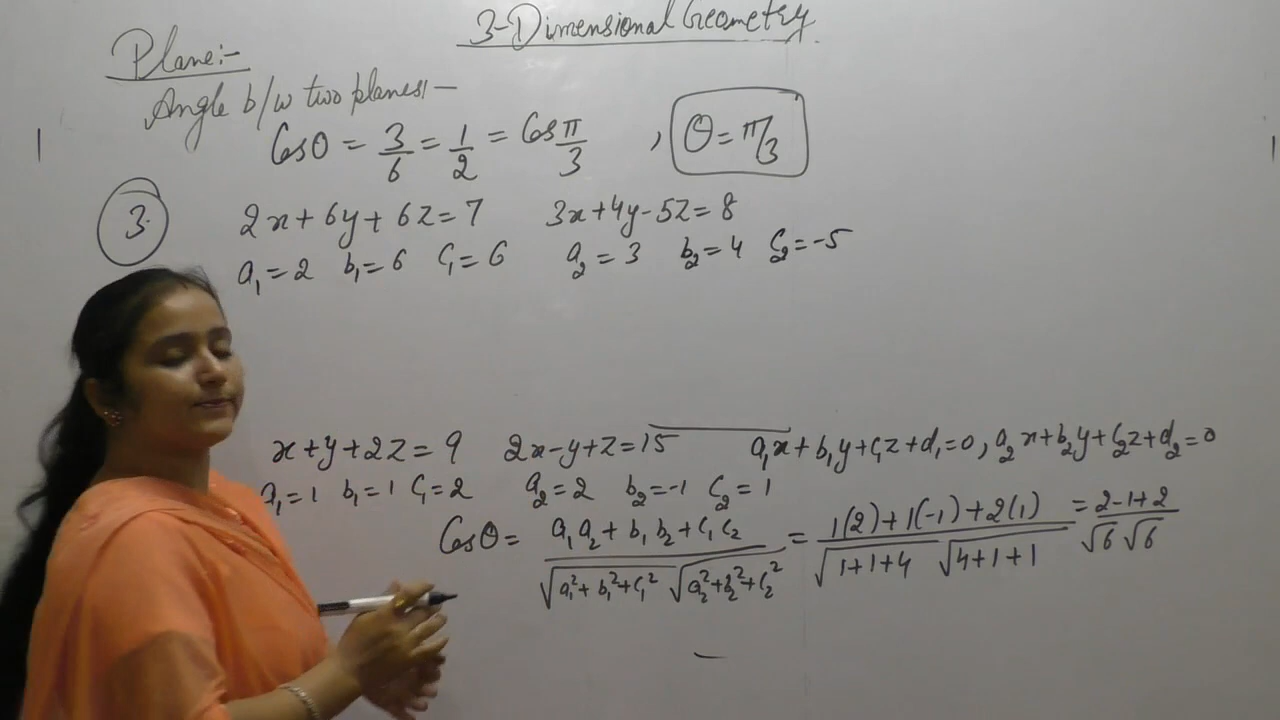 3-Dimensional Geometry
Plane:-
Angle b/w two planes:-
Cosθ = 3/6 = 1/2 = Cos π/3 , θ = π/3
3. 2x+6y+6z=7 3x+4y-5z=8
a₁=2 b₁=6 c₁=6 a₂=3 b₂=4 c₂=-5
x+y+2z=9 2x-y+z=15 a₁x+b₁y+c₁z+d₁=0, a₂x+b₂y+c₂z+d₂=0
a₁=1 b₁=1 c₁=2 a₂=2 b₂=-1 c₂=1
Cosθ = (a₁a₂+b₁b₂+c₁c₂)/(√(a₁²+b₁²+c₁²) √(a₂²+b₂²+c₂²)) = (1(2)+1(-1)+2(1))/(√(1+1+4) √(4+1+1)) = (2-1+2)/(√6 √6)